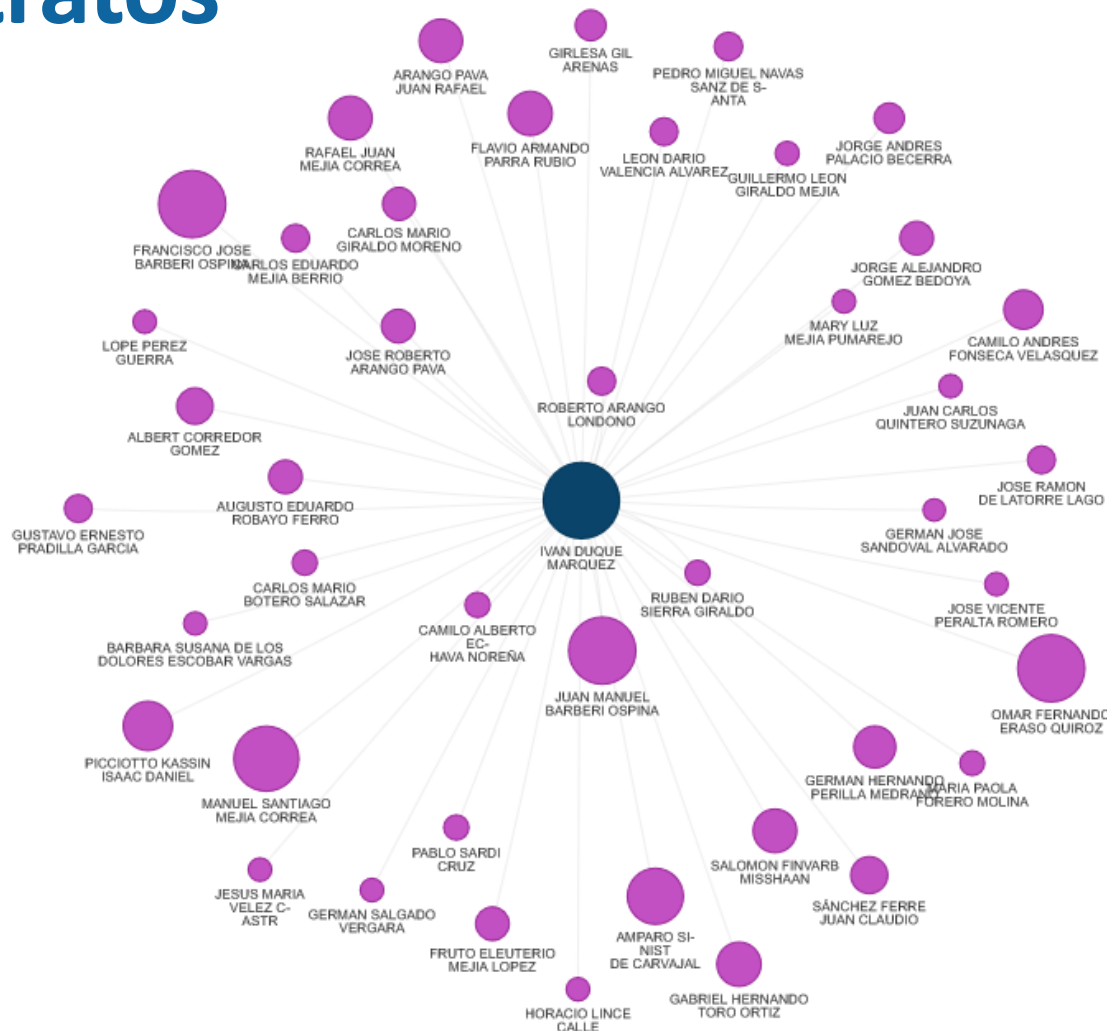 tratos
ARANGO PAVA
JUAN RAFAEL
GIRLESA GIL
ARENAS
PEDRO MIGUEL NAVAS
SANZ DE S-
ANTA
RAFAEL JUAN
MEJIA CORREA
FLAVIO ARMANDO
PARRA RUBIO
LEON DARIO
VALENCIA ALVAREZ
GUILLERMO LEON
GIRALDO MEJIA
JORGE ANDRES
PALACIO BECERRA
FRANCISCO JOSE
BARBERI OSPINA
CARLOS EDUARDO
MEJIA BERRIO
CARLOS MARIO
GIRALDO MORENO
JORGE ALEJANDRO
GOMEZ BEDOYA
LOPE PEREZ
GUERRA
JOSE ROBERTO
ARANGO PAVA
MARY LUZ
MEJIA PUMAREJO
CAMILO ANDRES
FONSECA VELASQUEZ
ALBERT CORREDOR
GOMEZ
ROBERTO ARANGO
LONDONO
JUAN CARLOS
QUINTERO SUZUNAGA
GUSTAVO ERNESTO
PRADILLA GARCIA
AUGUSTO EDUARDO
ROBAYO FERRO
IVAN DUQUE
MARQUEZ
JOSE RAMON
DE LATORRE LAGO
GERMAN JOSE
SANDOVAL ALVARADO
CARLOS MARIO
BOTERO SALAZAR
RUBEN DARIO
SIERRA GIRALDO
JOSE VICENTE
PERALTA ROMERO
BARBARA SUSANA DE LOS
DOLORES ESCOBAR VARGAS
CAMILO ALBERTO
EC-
HAVA NOREÑA
JUAN MANUEL
BARBERI OSPINA
OMAR FERNANDO
ERASO QUIROZ
PICCIOTTO KASSIN
ISAAC DANIEL
MANUEL SANTIAGO
MEJIA CORREA
GERMAN HERNANDO
PERILLA MEDRANO
MARIA PAOLA
FORERO MOLINA
PABLO SARDI
CRUZ
SALOMON FINVARB
MISSHAAN
JESUS MARIA
VELEZ C-
ASTR
GERMAN SALGADO
VERGARA
SÁNCHEZ FERRE
JUAN CLAUDIO
FRUTO ELEUTERIO
MEJIA LOPEZ
AMPARO SI-
NIST
DE CARVAJAL
GABRIEL HERNANDO
TORO ORTIZ
HORACIO LINCE
CALLE